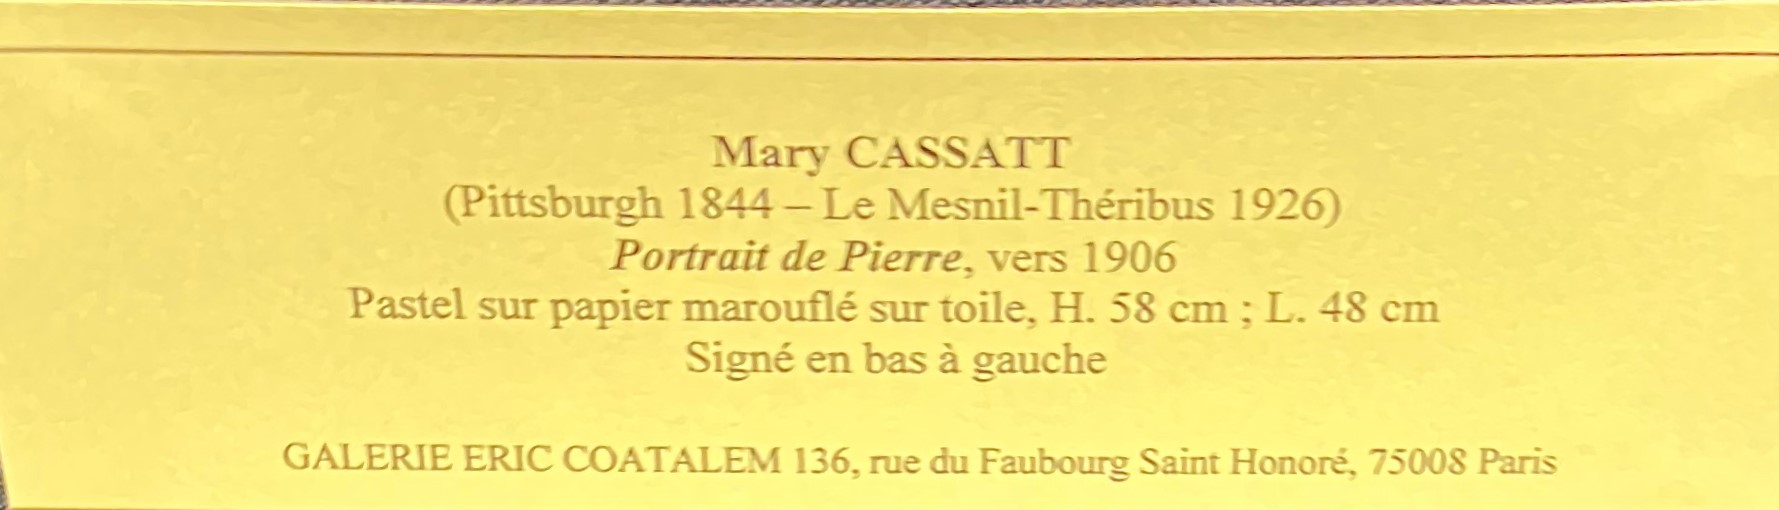 Mary CASSATT
(Pittsburgh 1844 – Le Mesnil-Théribus 1926)
Portrait de Pierre, vers 1906
Pastel sur papier marouflé sur toile, H. 58 cm ; L. 48 cm
Signé en bas à gauche
GALERIE ERIC COATALEM 136, rue du Faubourg Saint Honoré, 75008 Paris